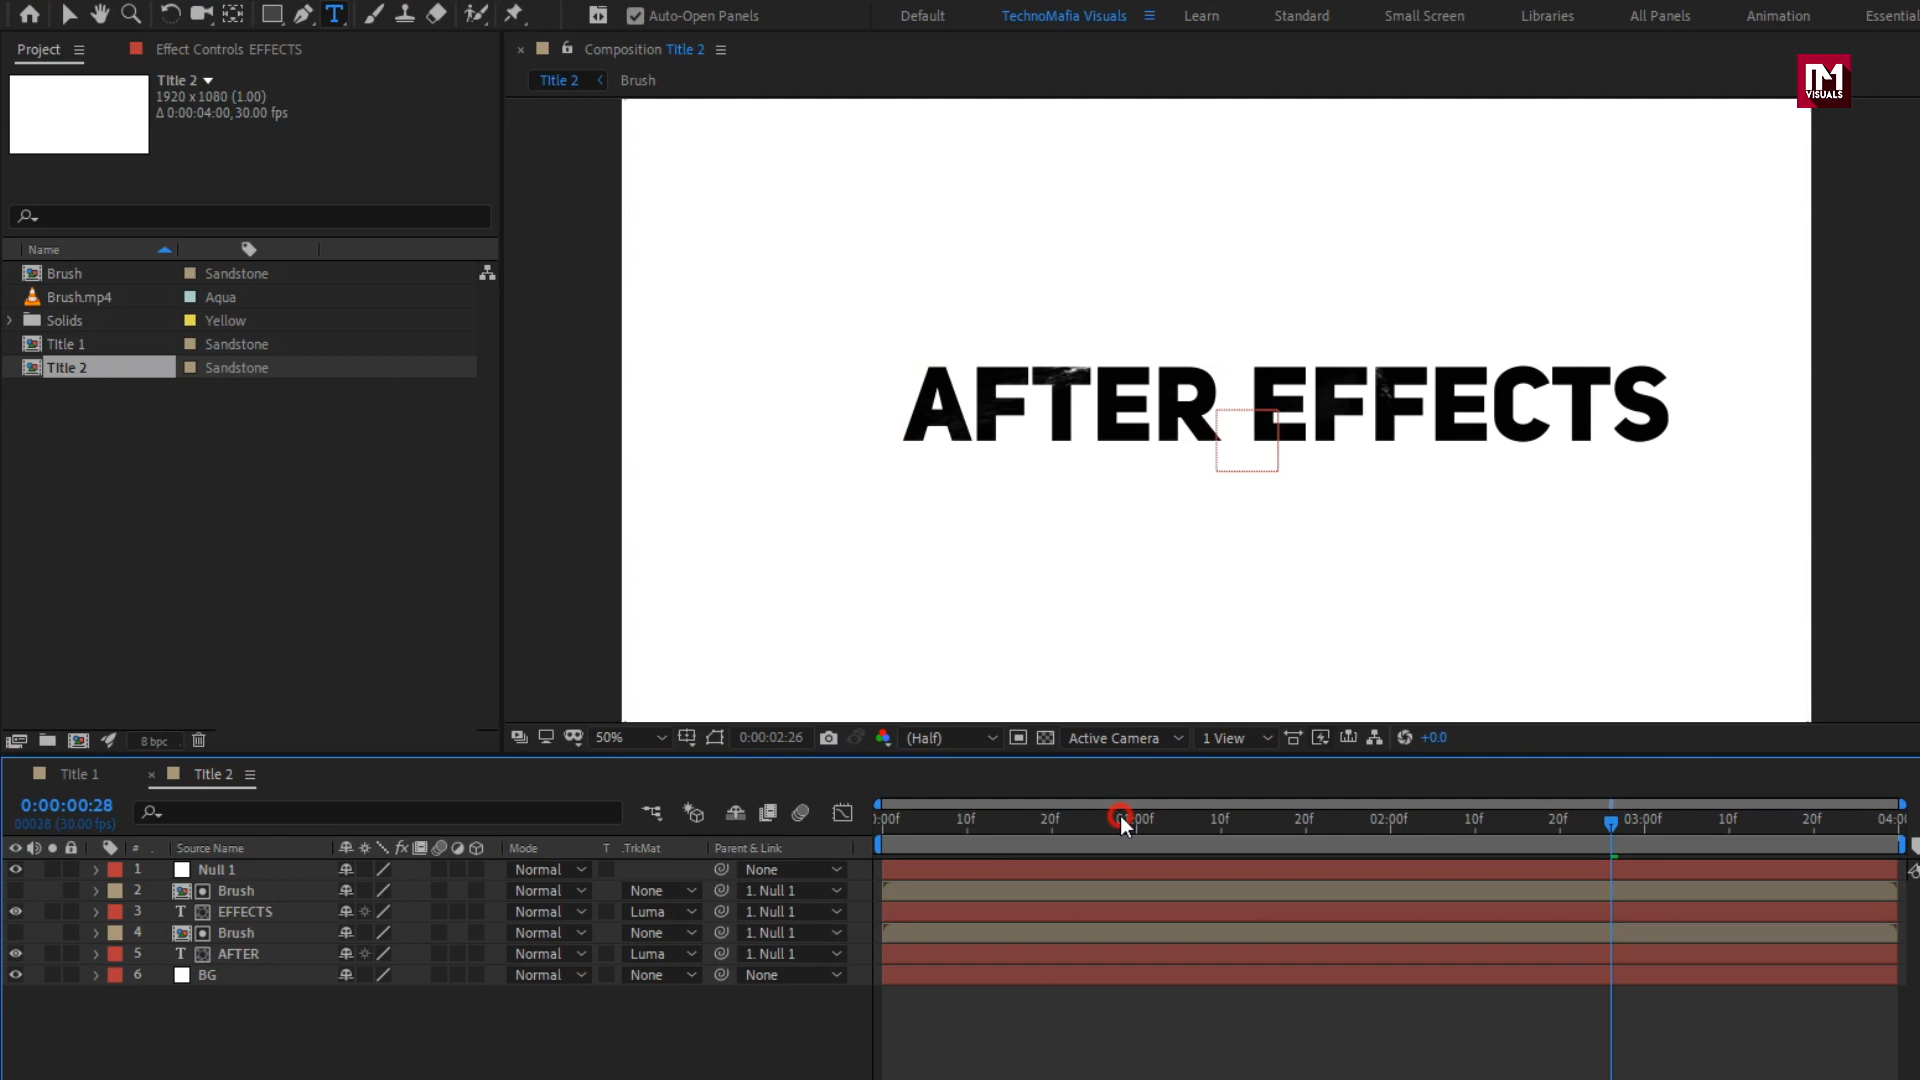 Auto-Open Panels
Default
TechnoMafia Visuals
Learn
Standard
Small Screen
Libraries
All Panels
Animation
Essential
Project
Effect Controls EFFECTS
Composition TItle 2
TItle 2
Brush
TItle 2
1920 x 1080 (1.00)
Δ 0:00:04:00, 30.00 fps
VISUALS
Name
Brush Sandstone
Brush.mp4 Aqua
Solids Yellow
TItle 1 Sandstone
TItle 2 Sandstone
AFTER EFFECTS
8 bpc
50%
0:00:02:26
(Half)
Active Camera
1 View
+0.0
TItle 1
TItle 2
0:00:00:28
00028 (30.00 fps)
):00f 10f 20f 10f 20f 02:00f 10f 20f 03:00f 10f 20f 04:0
# Source Name Mode T .TrkMat Parent & Link
1 Null 1 Normal None
2 Brush Normal None 1. Null 1
3 T EFFECTS Normal Luma 1. Null 1
4 Brush Normal None 1. Null 1
5 T AFTER Normal Luma 1. Null 1
6 BG Normal None None